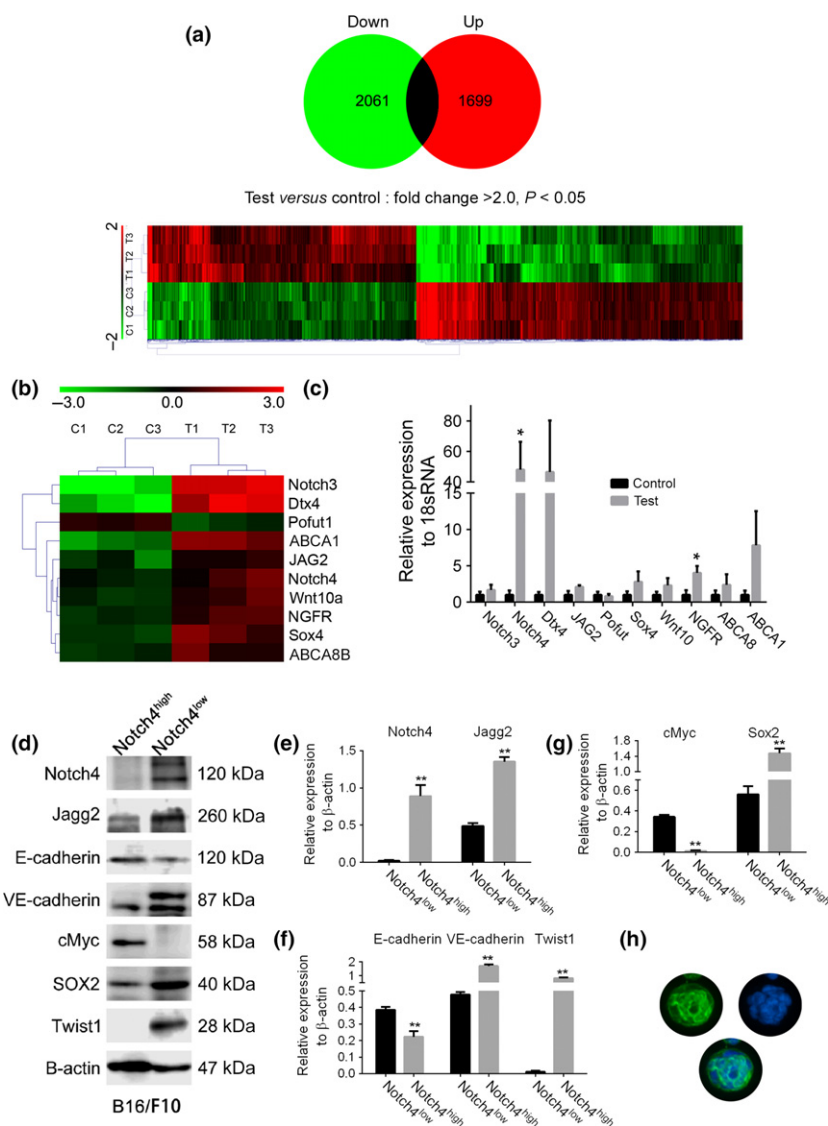 (a)
Down Up
2061 1699
Test versus control : fold change >2.0, P < 0.05
2
T3
T2
T1
C3
C2
C1
−2
(b)
−3.0 0.0 3.0
C1 C2 C3 T1 T2 T3
Notch3
Dtx4
Pofut1
ABCA1
JAG2
Notch4
Wnt10a
NGFR
Sox4
ABCA8B
(c)
Relative expression
to 18sRNA
80
60
40
15
10
5
0
*
*
Control
Test
Notch3
Notch4
Dtx4
JAG2
Pofut
Sox4
Wnt10
NGFR
ABCA8
ABCA1
(d)
Notch4high Notch4low
Notch4 120 kDa
Jagg2 260 kDa
E-cadherin 120 kDa
VE-cadherin 87 kDa
cMyc 58 kDa
SOX2 40 kDa
Twist1 28 kDa
B-actin 47 kDa
B16/F10
(e)
Notch4 Jagg2
Relative expression
to β-actin
1.5
1.0
0.5
0.0
** **
Notch4low Notch4high Notch4low Notch4high
(f)
E-cadherin VE-cadherin Twist1
Relative expression
to β-actin
2
1
0.5
0.4
0.3
0.2
0.1
0.0
** ** **
Notch4low Notch4high Notch4low Notch4high Notch4low Notch4high
(g)
cMyc Sox2
Relative expression
to β-actin
1.8
1.4
1.0
0.6
0.4
0.2
0.0
** **
Notch4low Notch4high Notch4low Notch4high
(h)